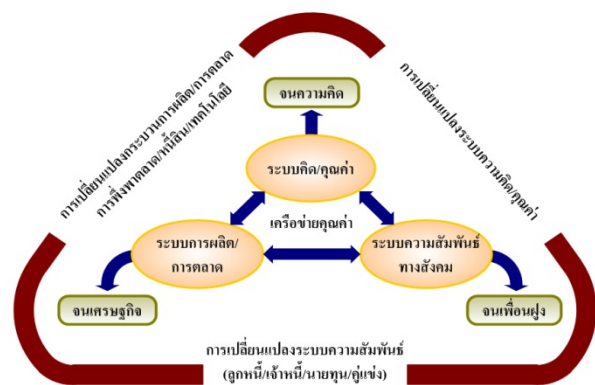 จนความคิด
การเปลี่ยนแปลงกระบวนการผลิต/การตลาด
การพึ่งพาตลาด/หนี้สิน/เทคโนโลยี
การเปลี่ยนแปลงระบบความคิด/คุณค่า
ระบบคิด/คุณค่า
เครือข่ายคุณค่า
ระบบการผลิต/
การตลาด
ระบบความสัมพันธ์
ทางสังคม
จนเศรษฐกิจ
จนเพื่อนฝูง
การเปลี่ยนแปลงระบบความสัมพันธ์
(ลูกหนี้/เจ้าหนี้/นายทุน/คู่แข่ง)